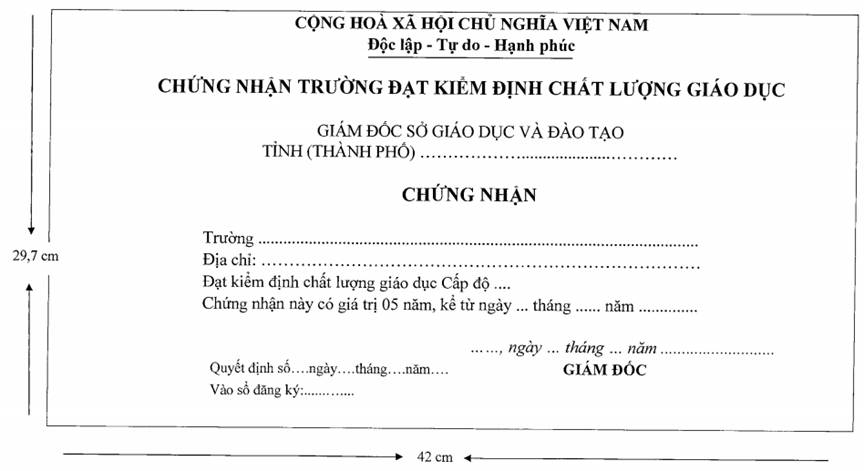 CỘNG HOÀ XÃ HỘI CHỦ NGHĨA VIỆT NAM
Độc lập - Tự do - Hạnh phúc
CHỨNG NHẬN TRƯỜNG ĐẠT KIỂM ĐỊNH CHẤT LƯỢNG GIÁO DỤC
GIÁM ĐỐC SỞ GIÁO DỤC VÀ ĐÀO TẠO
TỈNH (THÀNH PHỐ) ................................................
CHỨNG NHẬN
Trường ................................................................................
Địa chỉ: ................................................................................
Đạt kiểm định chất lượng giáo dục Cấp độ ....
Chứng nhận này có giá trị 05 năm, kể từ ngày ... tháng ...... năm ..............
29,7 cm
......, ngày ... tháng ... năm ............................
Quyết định số....ngày....tháng....năm....
GIÁM ĐỐC
Vào sổ đăng ký:............
42 cm